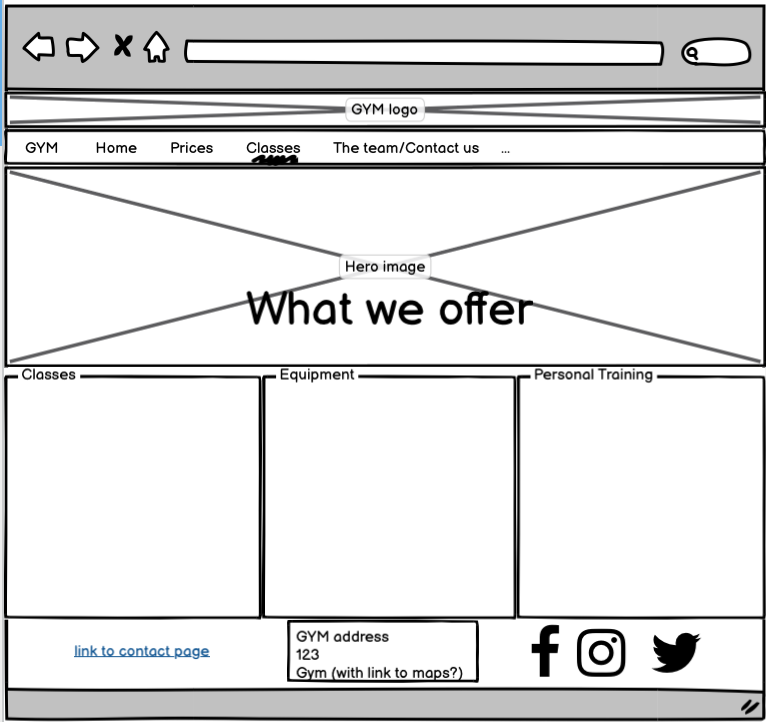 GYM logo
GYM Home Prices Classes The team/Contact us ...
Hero image
What we offer
Classes Equipment Personal Training
link to contact page
GYM address
123
Gym (with link to maps?)